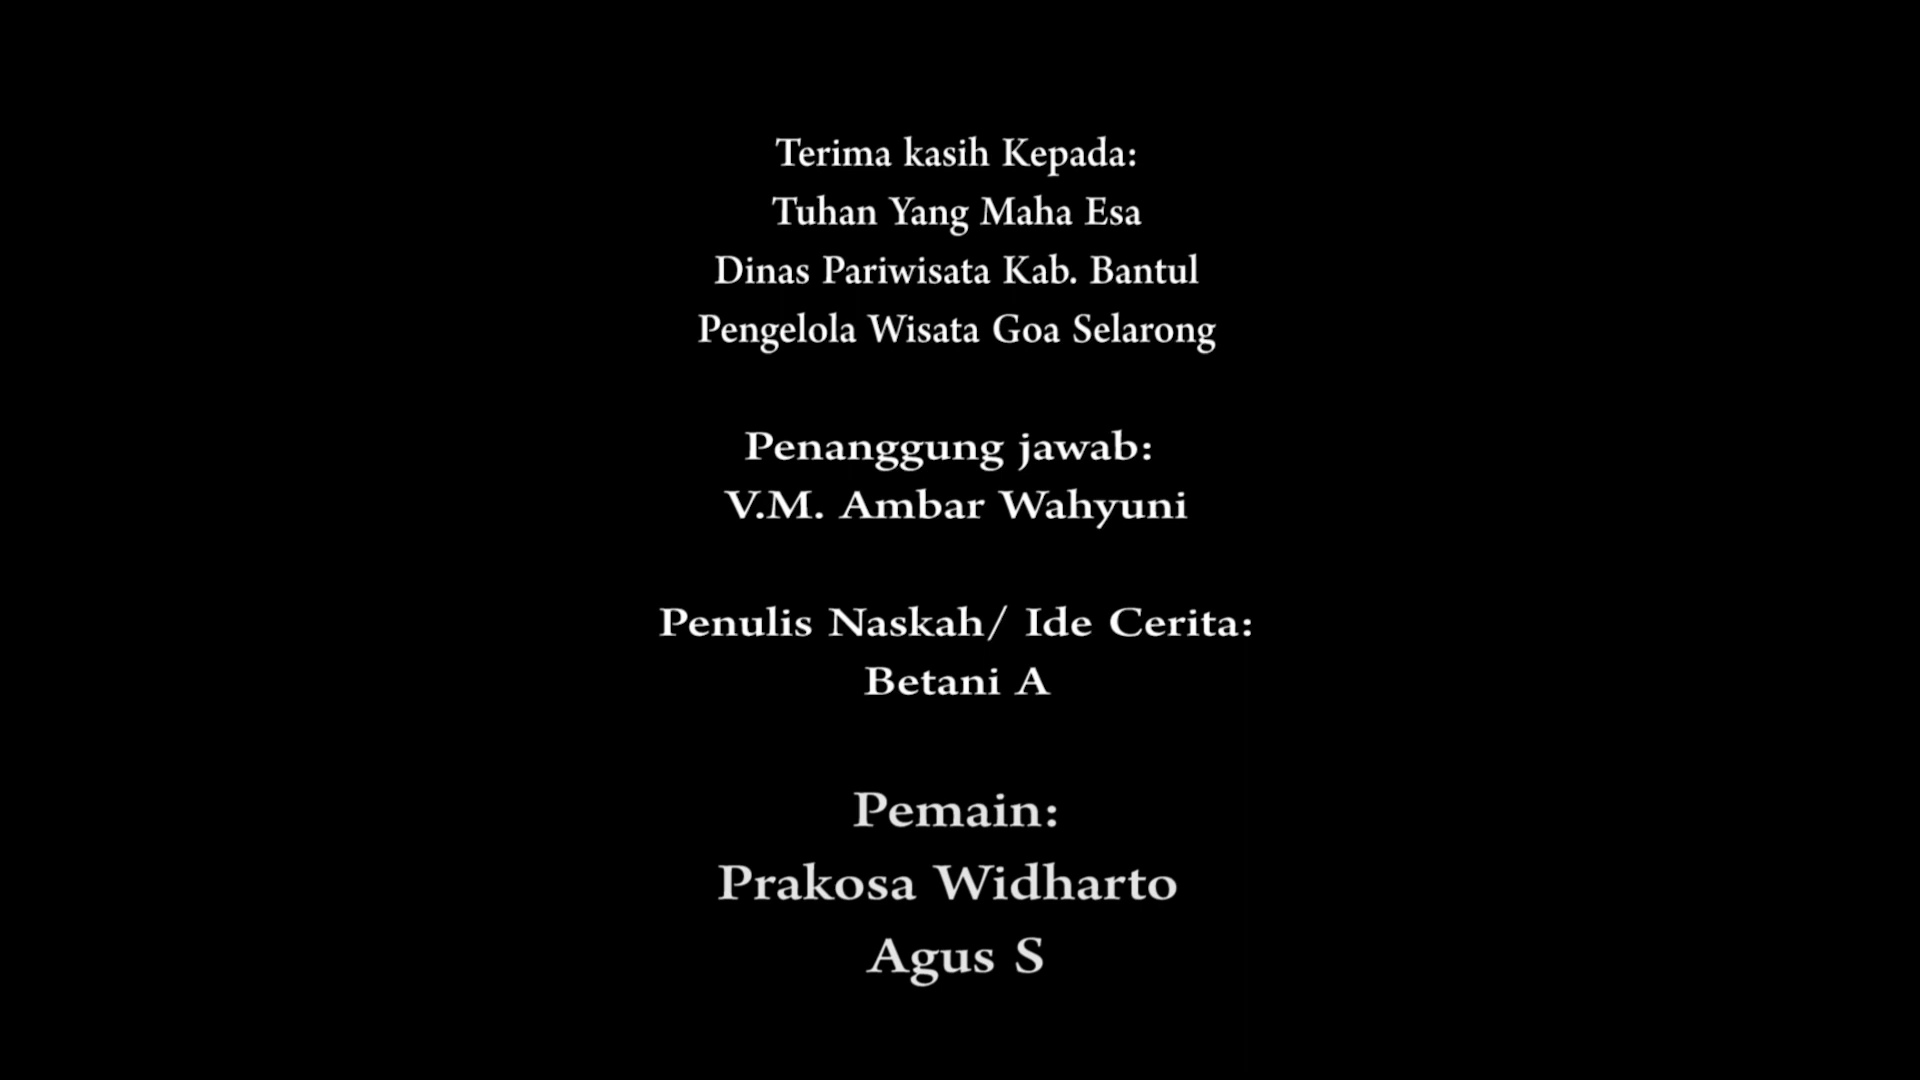 Terima kasih Kepada:
Tuhan Yang Maha Esa
Dinas Pariwisata Kab. Bantul
Pengelola Wisata Goa Selarong
Penanggung jawab:
V.M. Ambar Wahyuni
Penulis Naskah/ Ide Cerita:
Betani A
Pemain:
Prakosa Widharto
Agus S